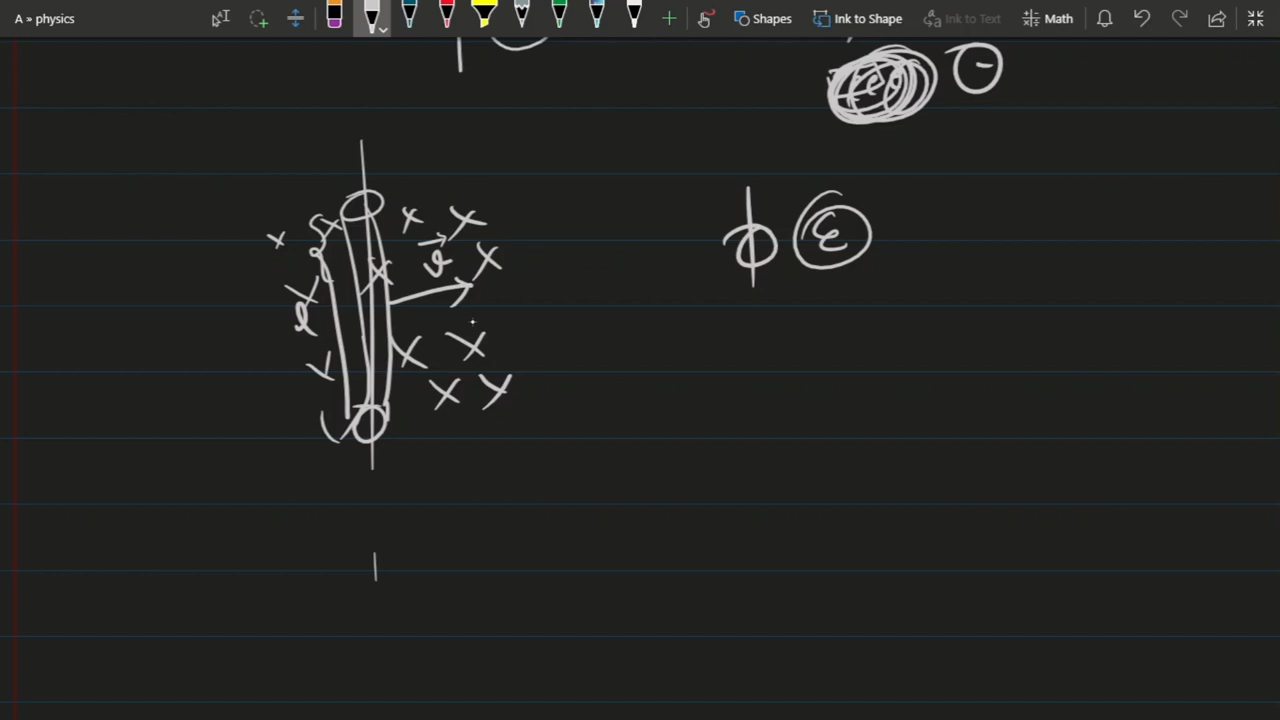 A » physics
Shapes
Ink to Shape
Ink to Text
Math
-
x x x x
v x
x x
l
x x x
x x
ϕ ε